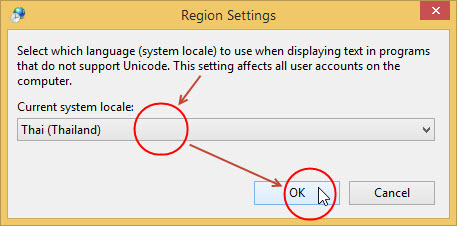 Region Settings
Select which language (system locale) to use when displaying text in programs
that do not support Unicode. This setting affects all user accounts on the
computer.
Current system locale:
Thai (Thailand)
OK
Cancel